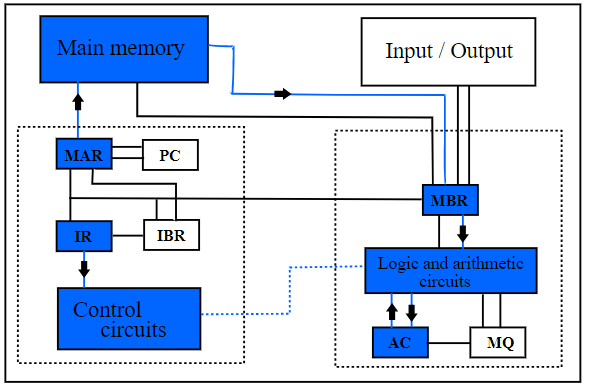 Main memory
Input / Output
MAR
PC
MBR
IR
IBR
Logic and arithmetic
circuits
Control
circuits
AC
MQ